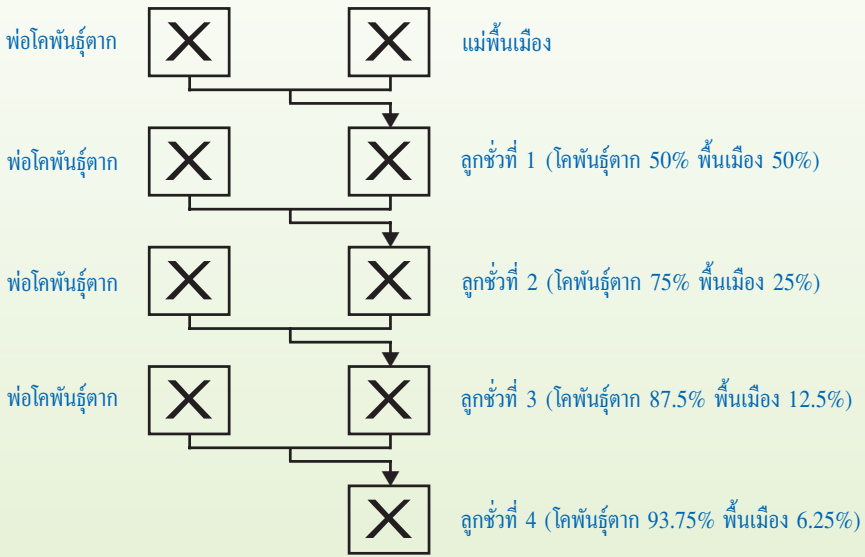 พ่อโคพันธุ์ตาก แม่พื้นเมือง
พ่อโคพันธุ์ตาก ลูกชั่วที่ 1 (โคพันธุ์ตาก 50% พื้นเมือง 50%)
พ่อโคพันธุ์ตาก ลูกชั่วที่ 2 (โคพันธุ์ตาก 75% พื้นเมือง 25%)
พ่อโคพันธุ์ตาก ลูกชั่วที่ 3 (โคพันธุ์ตาก 87.5% พื้นเมือง 12.5%)
ลูกชั่วที่ 4 (โคพันธุ์ตาก 93.75% พื้นเมือง 6.25%)